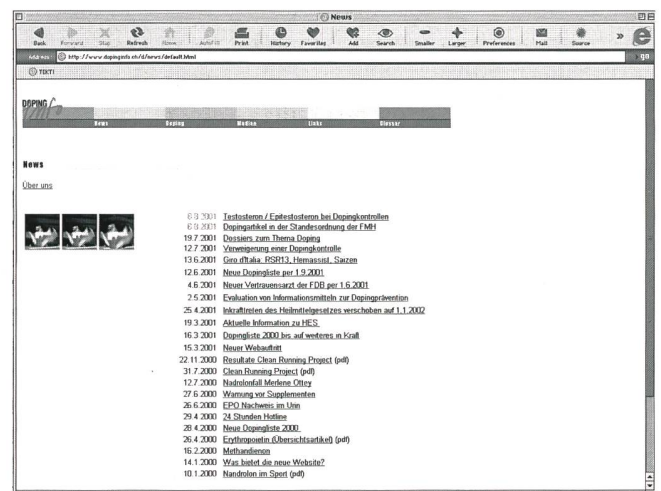 News
Back Forward Stop Refresh Home AutoFill Print History Favorites Add Search Smaller Larger Preferences Mail Source »
Address: http://www.dopinginfo.ch/d/news/default.html go
TEXT1
DOPING
News Doping Medien Links Glossar
News
Über uns
8.8.2001 Testosteron / Epitestosteron bei Dopingkontrollen
6.8.2001 Dopingartikel in der Standesordnung der FMH
19.7.2001 Dossiers zum Thema Doping
12.7.2001 Verweigerung einer Dopingkontrolle
13.6.2001 Giro d'Italia: RSR13, Hemassist, Saizen
12.6.2001 Neue Dopingliste per 1.9.2001
4.6.2001 Neuer Vertrauensarzt der FDB per 1.6.2001
2.5.2001 Evaluation von Informationsmitteln zur Dopingprävention
25.4.2001 Inkrafttreten des Heilmittelgesetzes verschoben auf 1.1.2002
19.3.2001 Aktuelle Information zu HES
16.3.2001 Dopingliste 2000 bis auf weiteres in Kraft
15.3.2001 Neuer Webauftritt
22.11.2000 Resultate Clean Running Project (pdf)
31.7.2000 Clean Running Project (pdf)
12.7.2000 Nadrolonfall Merlene Ottey
27.6.2000 Warnung vor Supplementen
26.6.2000 EPO Nachweis im Urin
29.4.2000 24 Stunden Hotline
28.4.2000 Neue Dopingliste 2000
26.4.2000 Erythropoietin (Übersichtsartikel) (pdf)
16.2.2000 Methandienon
14.1.2000 Was bietet die neue Website?
10.1.2000 Nandrolon im Sport (pdf)